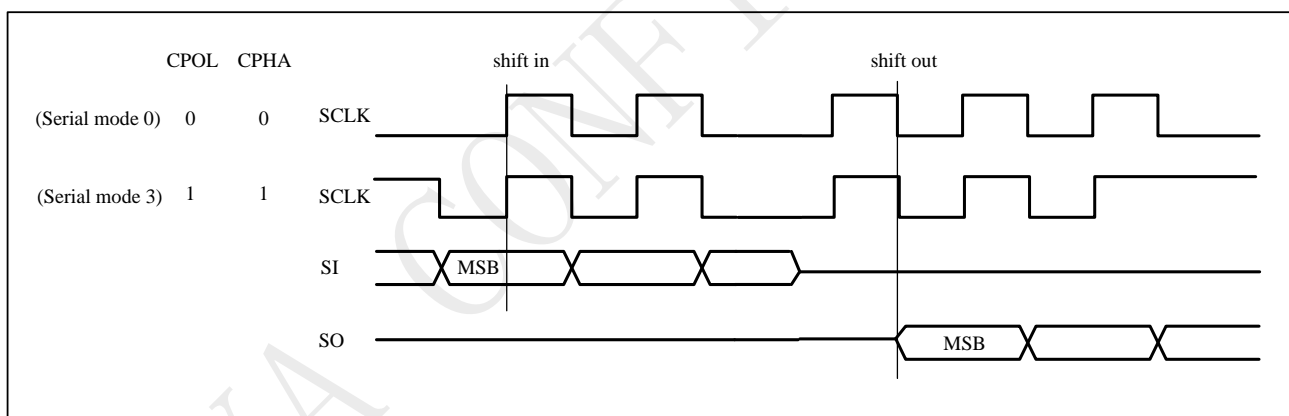 CPOL CPHA shift in shift out
(Serial mode 0) 0 0 SCLK
(Serial mode 3) 1 1 SCLK
SI MSB
SO MSB